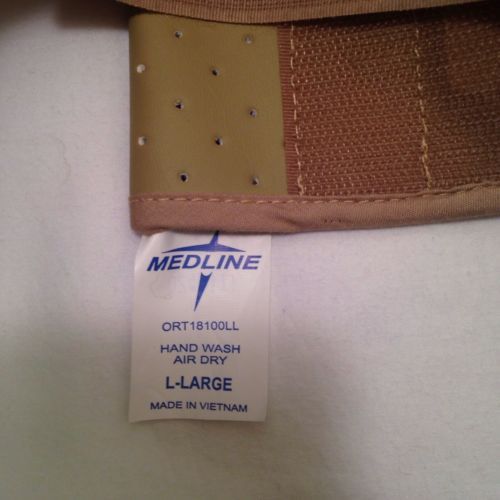 MEDLINE
ORT18100LL
HAND WASH
AIR DRY
L-LARGE
MADE IN VIETNAM